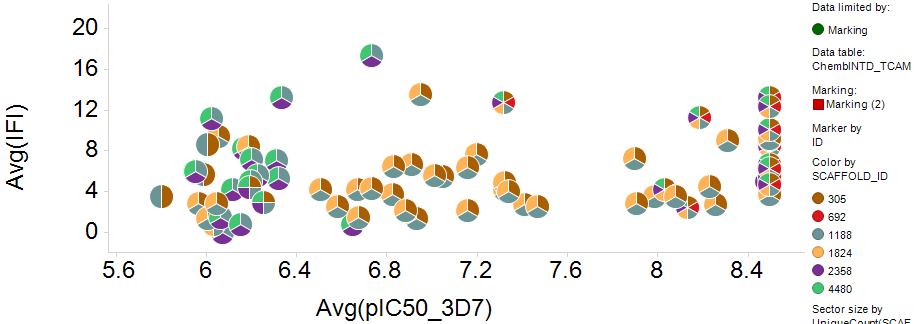 20
16
12
8
4
0
Avg(IFI)
5.6 6 6.4 6.8 7.2 7.6 8 8.4
Avg(pIC50_3D7)
Data limited by:
Marking
Data table:
ChemblNTD_TCAM
Marking:
Marking (2)
Marker by
ID
Color by
SCAFFOLD_ID
305
692
1188
1824
2358
4480
Sector size by
UniqueCount(SCAF